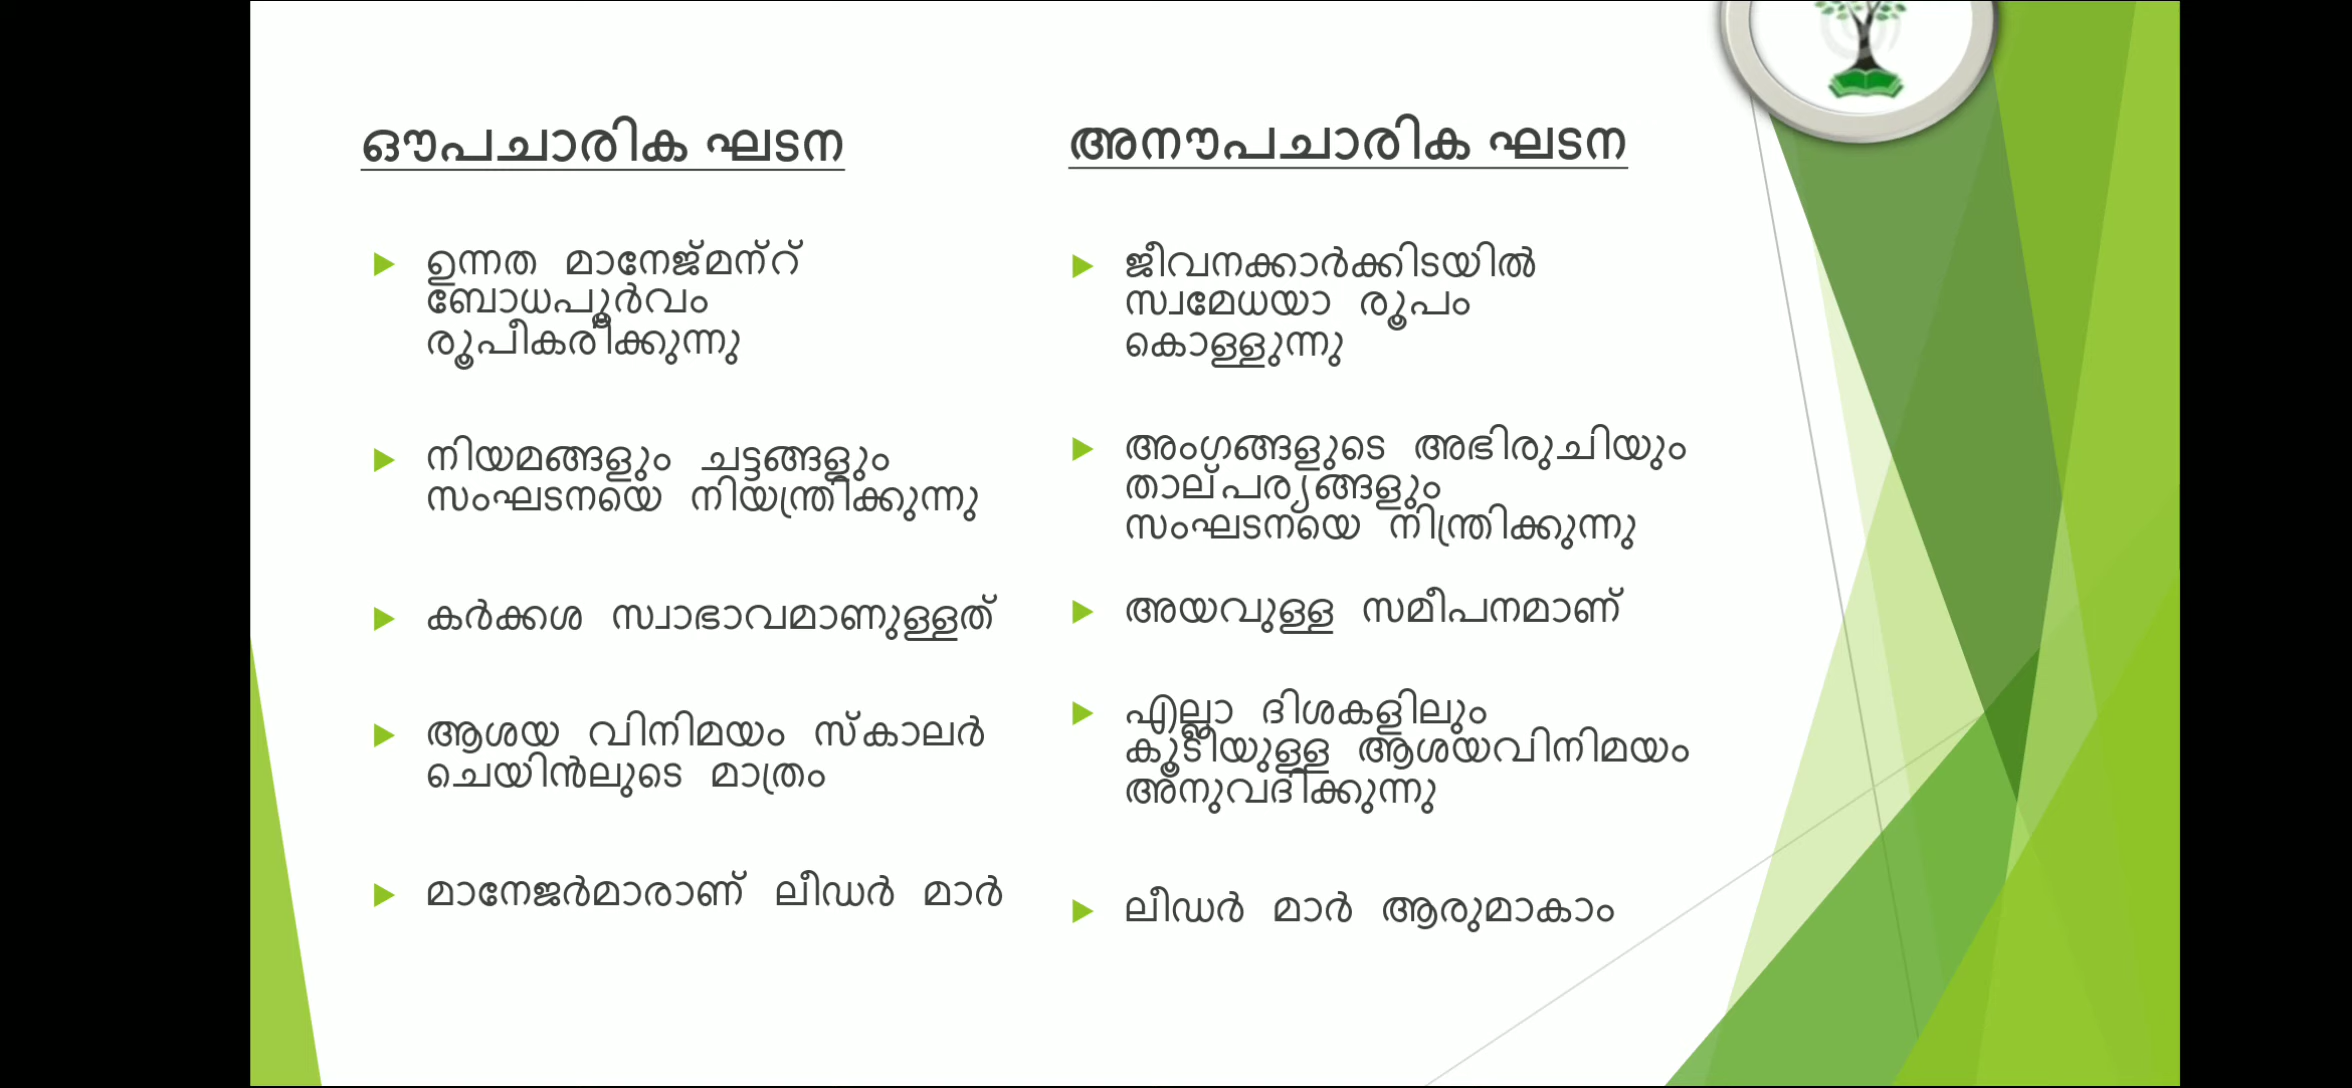 ഔപചാരിക ഘടന
ഉന്നത മാനേജ്മന്റ്
ബോധപൂർവം
രൂപീകരീക്കുന്നു
നിയമങ്ങളും ചട്ടങ്ങളും
സംഘടനയെ നിയന്ത്രിക്കുന്നു
കർക്കശ സ്വാഭാവമാണുള്ളത്
ആശയ വിനിമയം സ്കാലർ
ചെയിൻലുടെ മാത്രം
മാനേജർമാരാണ് ലീഡർ മാർ
അനൗപചാരിക ഘടന
ജീവനക്കാർക്കിടയിൽ
സ്വമേധയാ രൂപം
കൊള്ളുന്നു
അംഗങ്ങളുടെ അഭിരുചിയും
താല്പര്യങ്ങളും
സംഘടനയെ നിന്ത്രിക്കുന്നു
അയവുള്ള സമീപനമാണ്
എല്ലാ ദിശകളിലും
കൂടിയുള്ള ആശയവിനിമയം
അനുവദിക്കുന്നു
ലീഡർ മാർ ആരുമാകാം